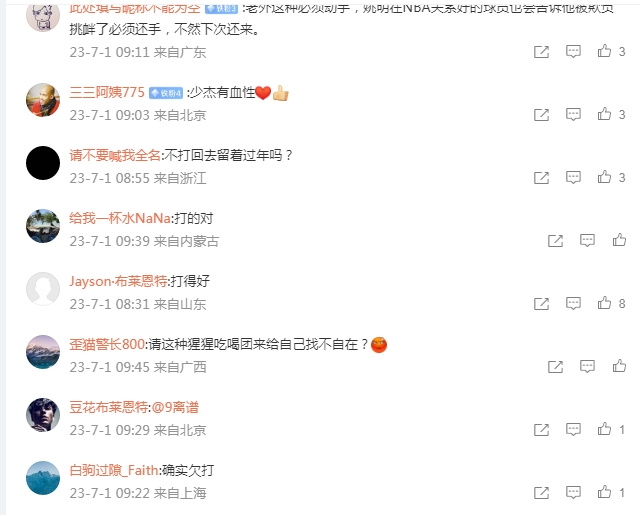 此处填写昵称不能为空 铁粉3 :老外这种必须动手，姚明在NBA关系好的球员也会告诉他被欺负
挑衅了必须还手，不然下次还来。
23-7-1 09:11 来自广东 3
三三阿姨775 铁粉4 :少杰有血性
23-7-1 09:03 来自北京 3
请不要喊我全名:不打回去留着过年吗？
23-7-1 08:55 来自浙江 3
给我一杯水NaNa:打的对
23-7-1 09:39 来自内蒙古
Jayson·布莱恩特:打得好
23-7-1 08:31 来自山东 8
歪猫警长800:请这种猩猩吃喝团来给自己找不自在？
23-7-1 09:45 来自广西
豆花布莱恩特:@9离谱
23-7-1 09:29 来自北京 1
白驹过隙_Faith:确实欠打
23-7-1 09:22 来自上海 1